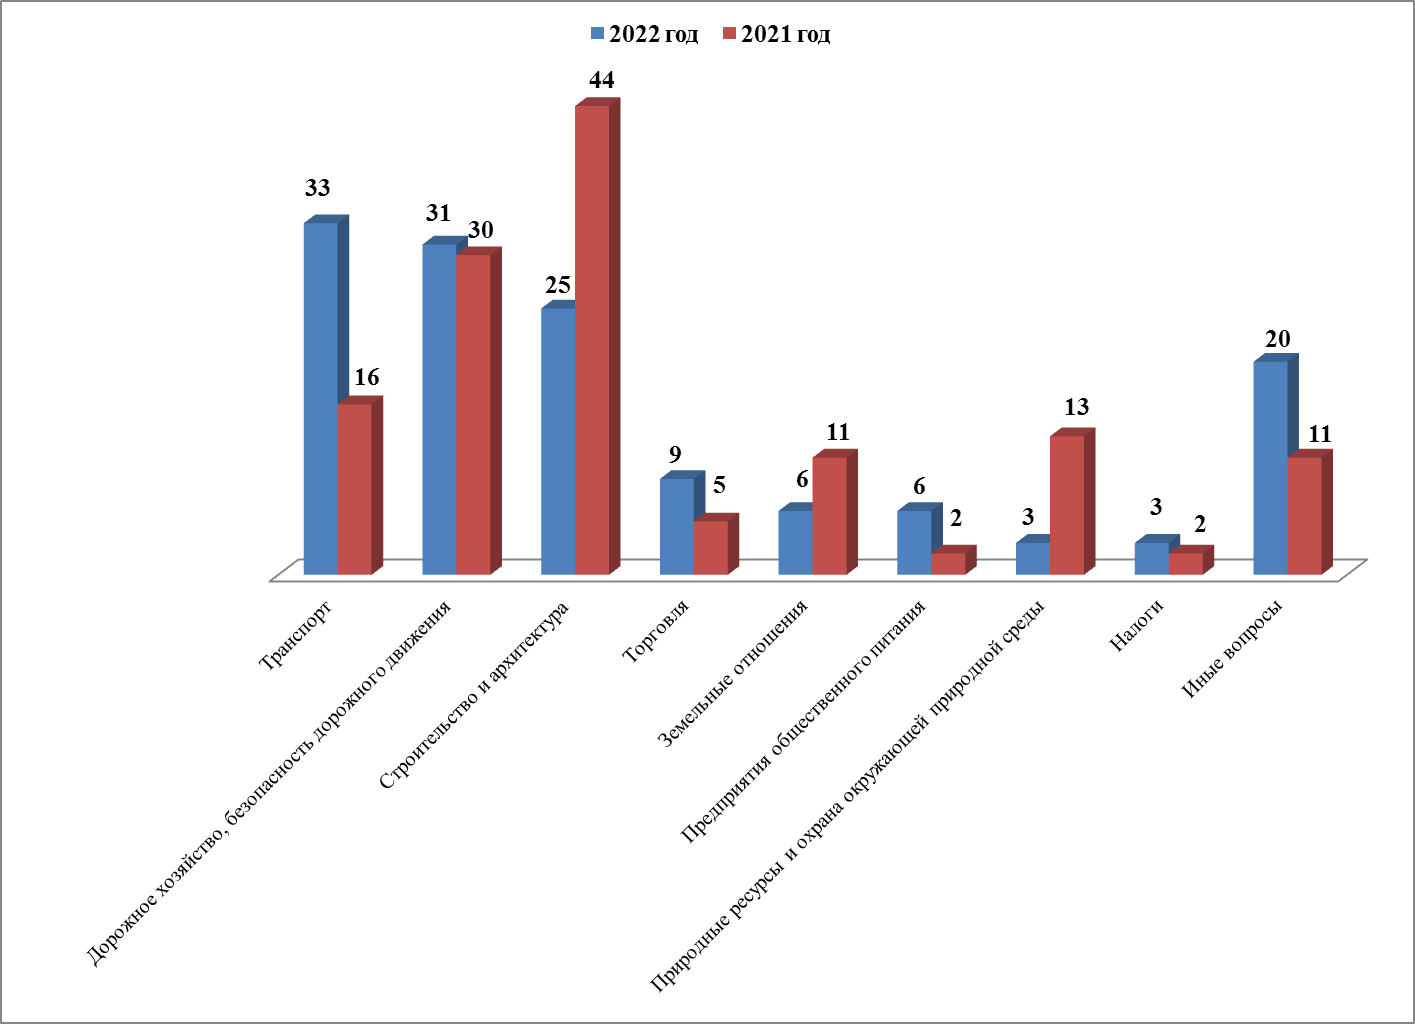 2022 год 2021 год
33
16
31
30
25
44
9
5
6
11
6
2
3
13
3
2
20
11
Транспорт
Дорожное хозяйство, безопасность дорожного движения
Строительство и архитектура
Торговля
Земельные отношения
Предприятия общественного питания
Природные ресурсы и охрана окружающей природной среды
Налоги
Иные вопросы